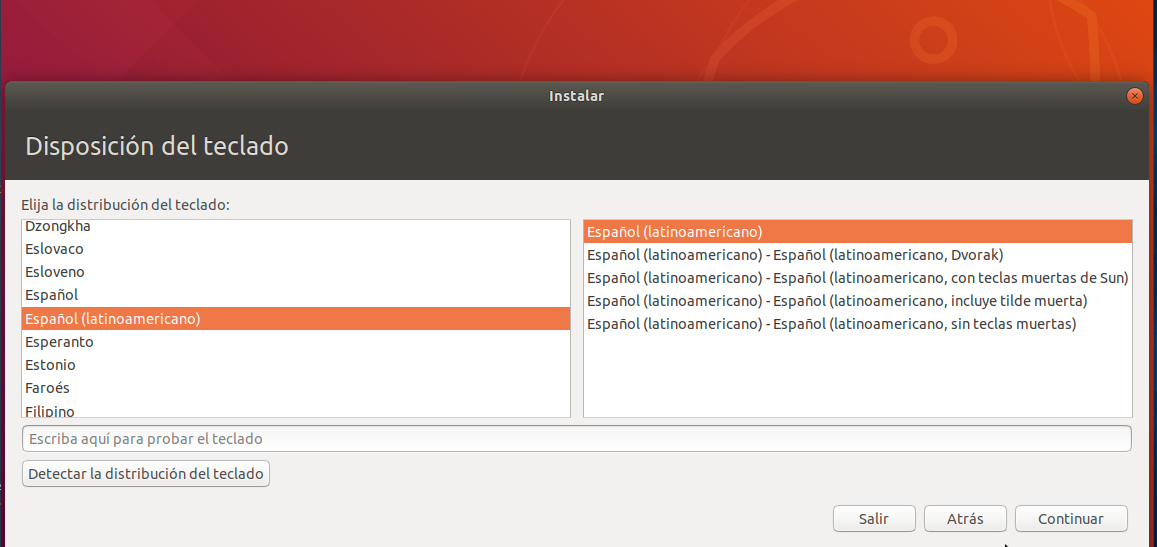 Instalar
Disposición del teclado
Elija la distribución del teclado:
Dzongkha
Eslovaco
Esloveno
Español
Español (latinoamericano)
Esperanto
Estonio
Faroés
Filipino
Español (latinoamericano)
Español (latinoamericano) - Español (latinoamericano, Dvorak)
Español (latinoamericano) - Español (latinoamericano, con teclas muertas de Sun)
Español (latinoamericano) - Español (latinoamericano, incluye tilde muerta)
Español (latinoamericano) - Español (latinoamericano, sin teclas muertas)
Escriba aquí para probar el teclado
Detectar la distribución del teclado
Salir
Atrás
Continuar